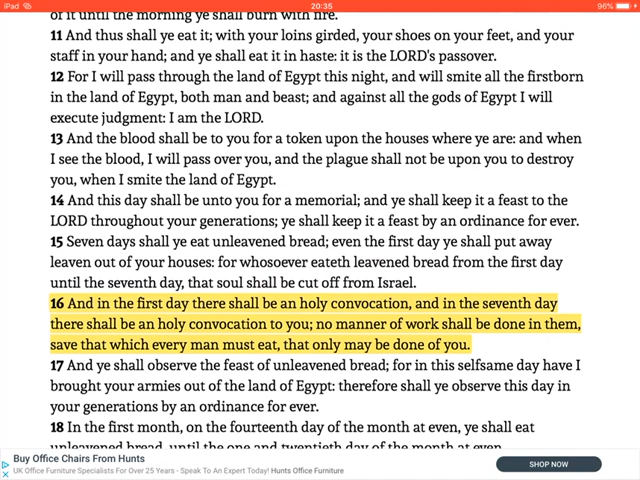 iPad
20:35
96%
of it until the morning ye shall burn with fire.
11 And thus shall ye eat it; with your loins girded, your shoes on your feet, and your
staff in your hand; and ye shall eat it in haste: it is the LORD's passover.
12 For I will pass through the land of Egypt this night, and will smite all the firstborn
in the land of Egypt, both man and beast; and against all the gods of Egypt I will
execute judgment: I am the LORD.
13 And the blood shall be to you for a token upon the houses where ye are: and when
I see the blood, I will pass over you, and the plague shall not be upon you to destroy
you, when I smite the land of Egypt.
14 And this day shall be unto you for a memorial; and ye shall keep it a feast to the
LORD throughout your generations; ye shall keep it a feast by an ordinance for ever.
15 Seven days shall ye eat unleavened bread; even the first day ye shall put away
leaven out of your houses: for whosoever eateth leavened bread from the first day
until the seventh day, that soul shall be cut off from Israel.
16 And in the first day there shall be an holy convocation, and in the seventh day
there shall be an holy convocation to you; no manner of work shall be done in them,
save that which every man must eat, that only may be done of you.
17 And ye shall observe the feast of unleavened bread; for in this selfsame day have I
brought your armies out of the land of Egypt: therefore shall ye observe this day in
your generations by an ordinance for ever.
18 In the first month, on the fourteenth day of the month at even, ye shall eat
unleavened bread, until the one and twentieth day of the month at even.
Buy Office Chairs From Hunts
UK Office Furniture Specialists For Over 25 Years - Speak To An Expert Today! Hunts Office Furniture
SHOP NOW